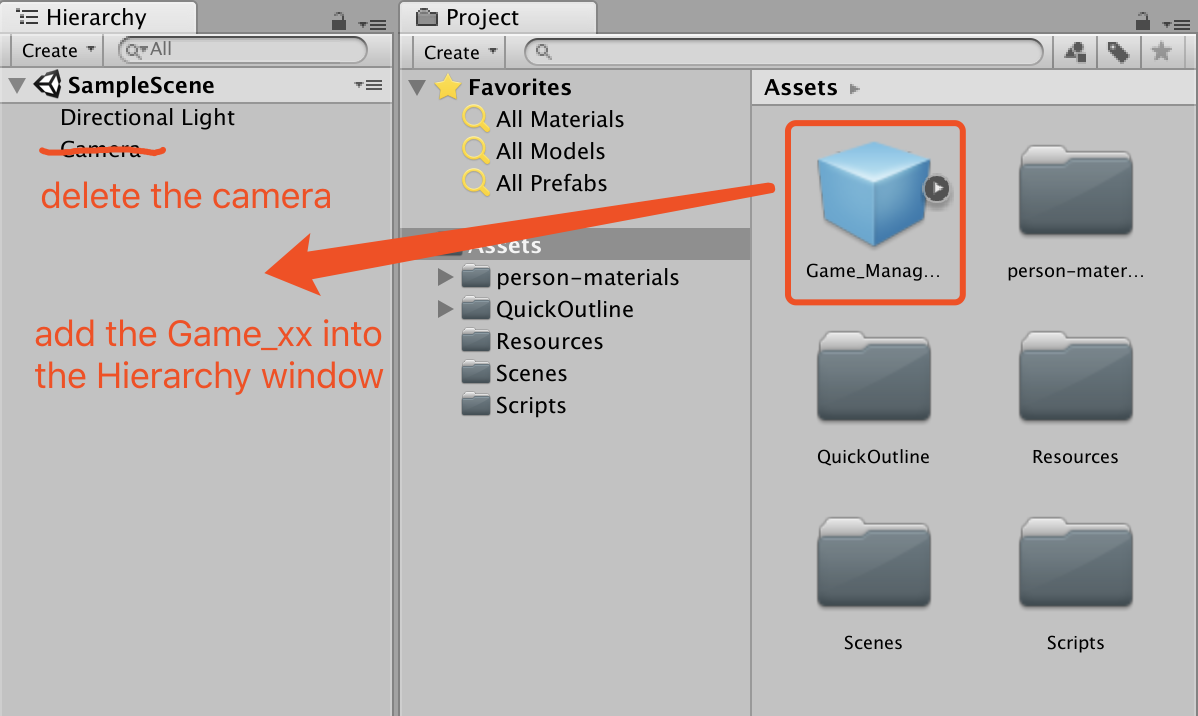 Hierarchy
Create
All
SampleScene
Directional Light
Camera
delete the camera
add the Game_xx into
the Hierarchy window
Project
Create
Favorites
All Materials
All Models
All Prefabs
Assets
person-materials
QuickOutline
Resources
Scenes
Scripts
Assets
Game_Manag...
person-mater...
QuickOutline
Resources
Scenes
Scripts